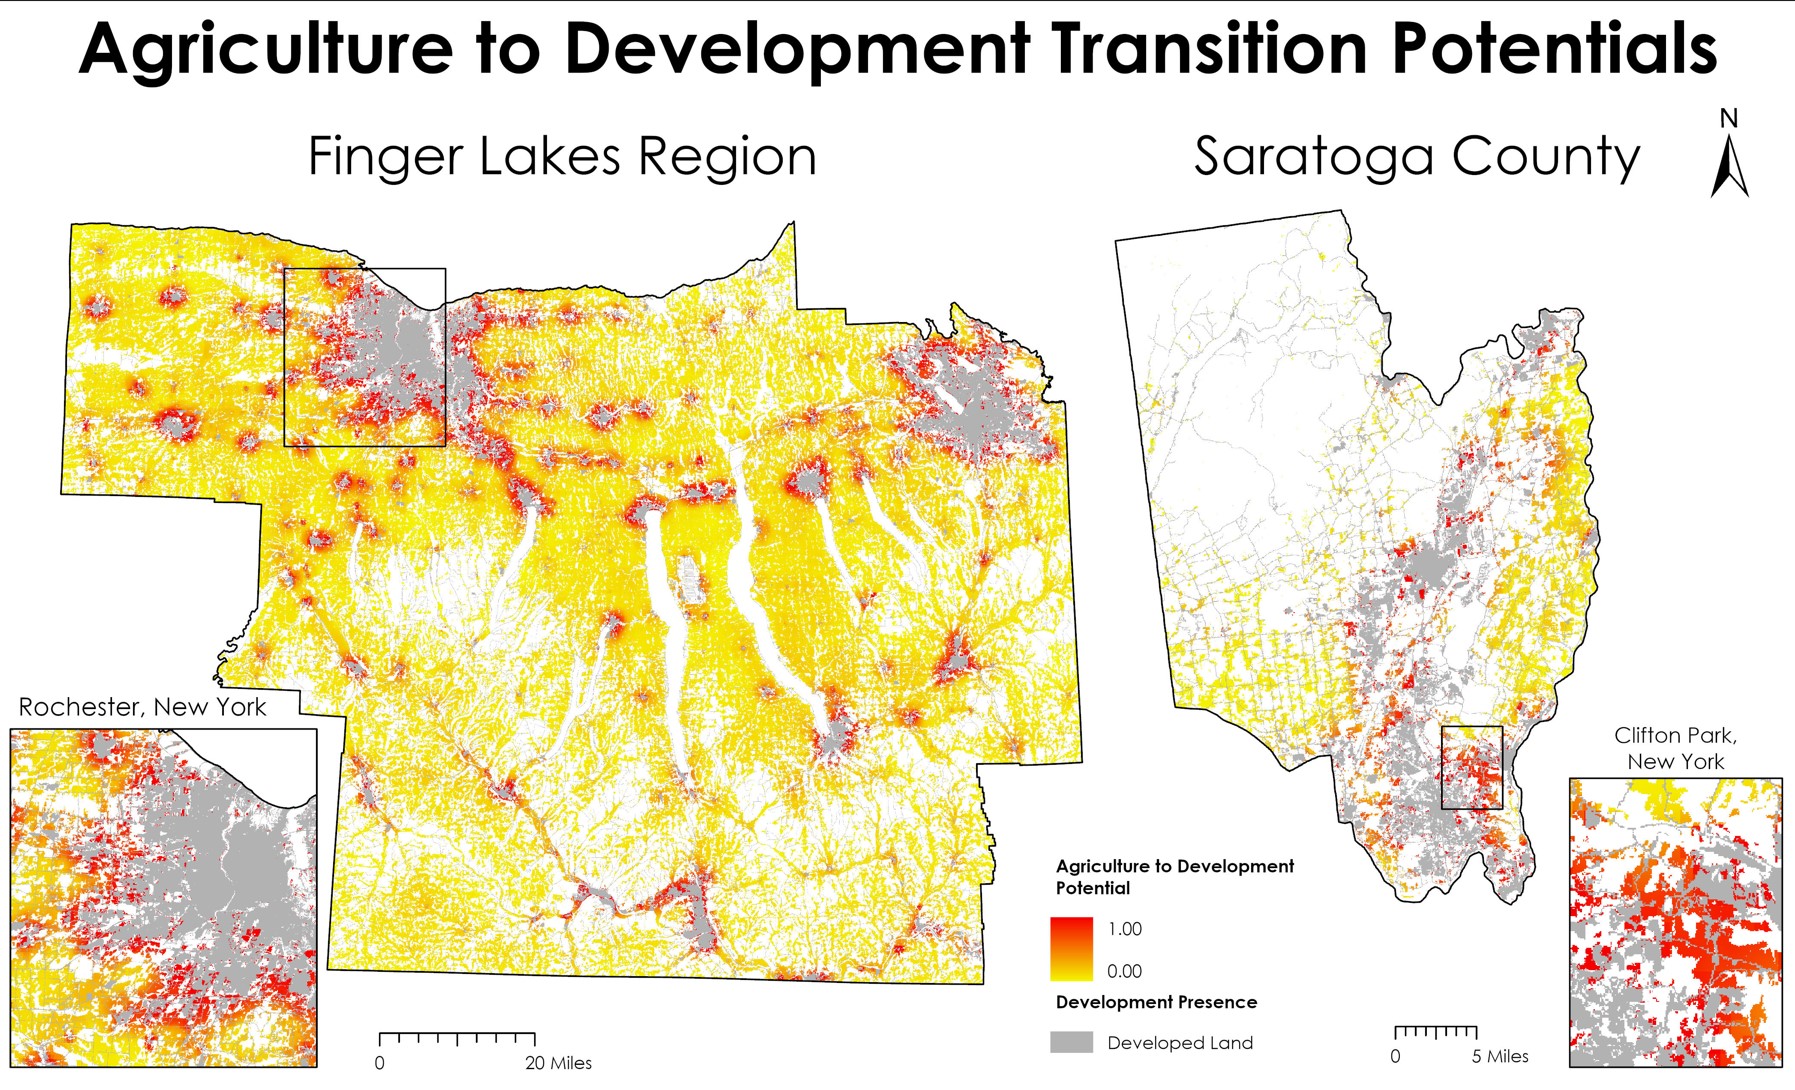 Agriculture to Development Transition Potentials
Finger Lakes Region
Saratoga County
N
Rochester, New York
Clifton Park,
New York
Agriculture to Development
Potential
1.00
0.00
Development Presence
Developed Land
0 20 Miles
0 5 Miles